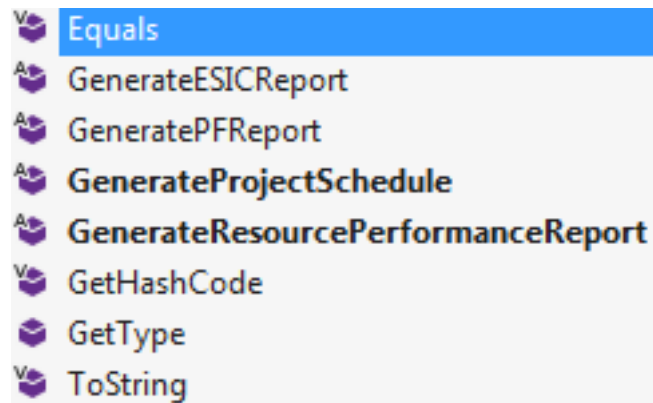 V Equals
A GenerateESICReport
A GeneratePFReport
A GenerateProjectSchedule
A GenerateResourcePerformanceReport
V GetHashCode
GetType
V ToString